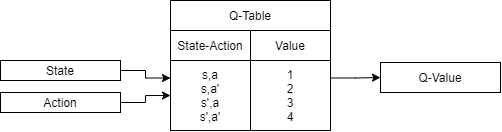 Q-Table
State-Action Value
State
Action
s,a 1
s,a' 2
s',a 3
s',a' 4
Q-Value